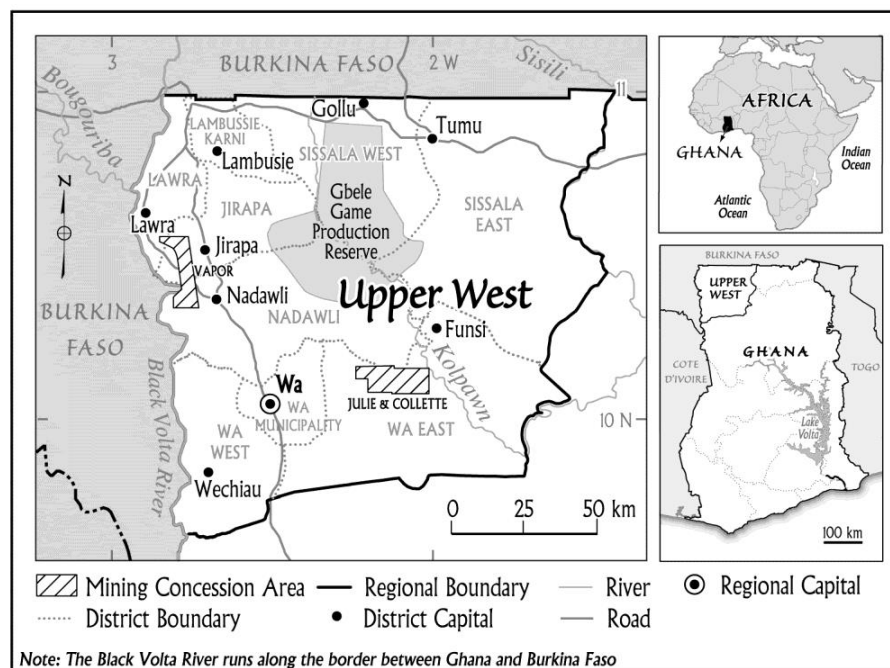 3
BURKINA FASO
2 W
Sisili
11
Bougouriba
Gollu
Tumu
LAMBUSSIE
KARNI
Lambusie
SISSALA WEST
LAWRA
N
JIRAPA
Gbele
Game
Production
Reserve
SISSALA
EAST
Lawra
Jirapa
VAPOR
Nadawli
BURKINA
FASO
Upper West
NADAWLI
Funsi
Kolpawn
Black Volta River
Wa
WA
MUNICIPALITY
JULIE & COLLETTE
10 N
WA EAST
WA
WEST
Wechiau
0 25 50 km
AFRICA
GHANA
Indian
Ocean
Atlantic
Ocean
BURKINA FASO
UPPER
WEST
GHANA
COTE
D'IVOIRE
TOGO
Lake
Volta
100 km
Mining Concession Area
Regional Boundary
River
Regional Capital
District Boundary
District Capital
Road
Note: The Black Volta River runs along the border between Ghana and Burkina Faso